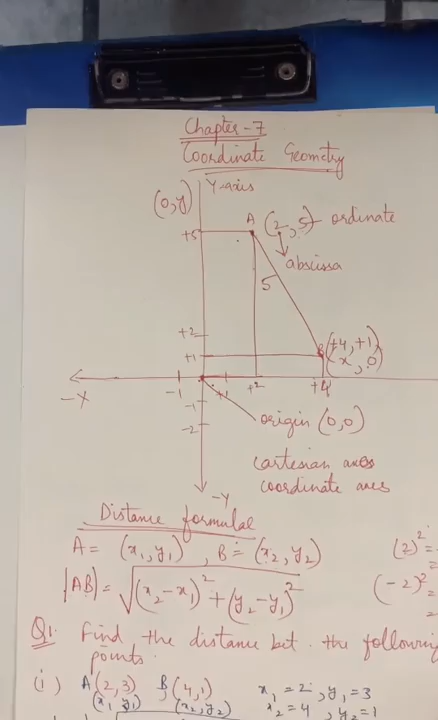 Chapter-7
Coordinate Geometry
Y-axis
(0,y)
A (2,5) ordinate
+5
abscissa
5
+2
+1
B (+4,+1)
(x, 0)
-X
-1
+1
+2
+4
-1
-2
origin (0,0)
-Y
cartesian axes
coordinate axes
Distance formula
A = (x₁,y₁), B = (x₂,y₂)
(2)² =
|AB| = √(x₂-x₁)² + (y₂-y₁)²
(-2)² =
=
Q1. Find the distance bet. the following
points.
(i) A(2,3) B(4,1) x₁ = 2, y₁ = 3
(x₁ y₁) (x₂, y₂) x₂ = 4, y₂ = 1